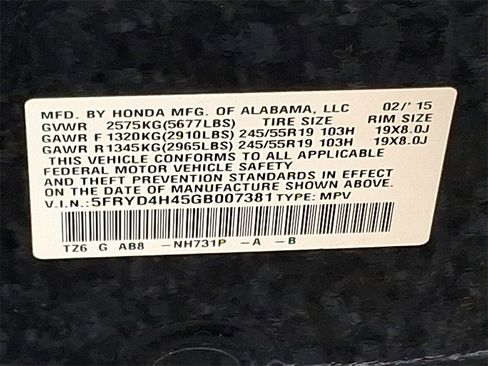 MFD. BY HONDA MFG. OF ALABAMA, LLC 02/'15
GVWR 2575KG(5677LBS) TIRE SIZE RIM SIZE
GAWR F 1320KG(2910LBS) 245/55R19 103H 19X8.0J
GAWR R 1345KG(2965LBS) 245/55R19 103H 19X8.0J
THIS VEHICLE CONFORMS TO ALL APPLICABLE
FEDERAL MOTOR VEHICLE SAFETY
AND THEFT PREVENTION STANDARDS IN EFFECT ON THE
DATE OF MANUFACTURE SHOWN ABOVE.
V.I.N.:5FRYD4H45GB007381 TYPE: MPV
TZ6 G AB8 -NH731P -A -B